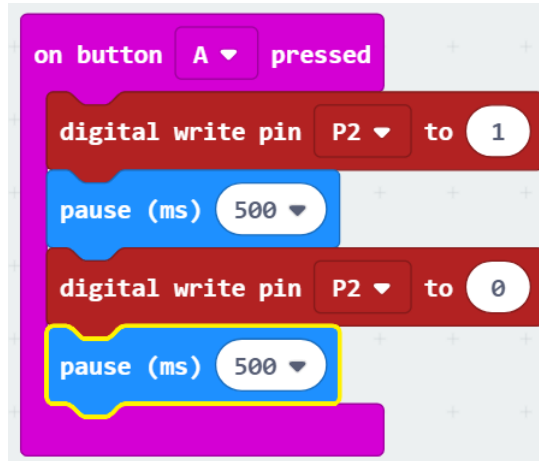 on button A pressed
digital write pin P2 to 1
pause (ms) 500
digital write pin P2 to 0
pause (ms) 500